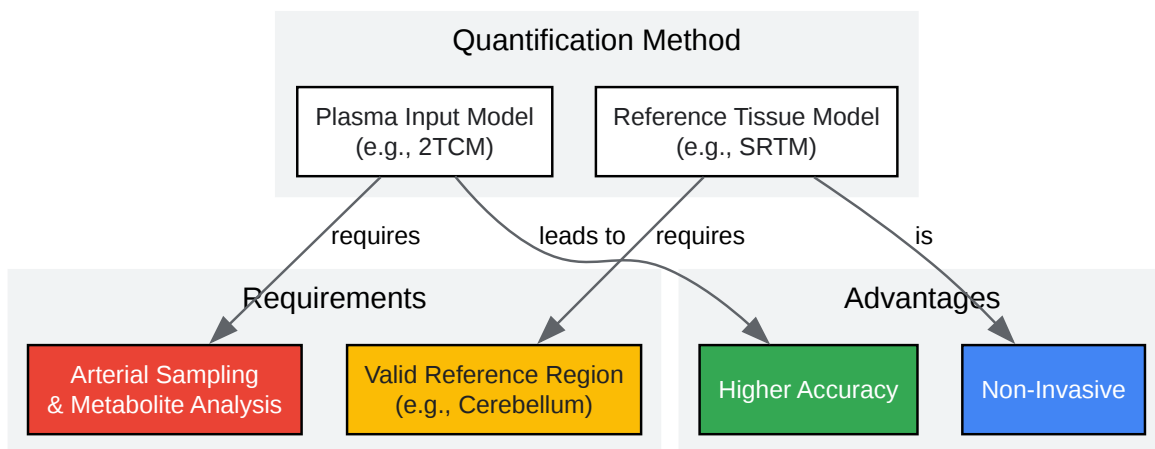 Quantification Method
Plasma Input Model
(e.g., 2TCM)
Reference Tissue Model
(e.g., SRTM)
requires
leads to
requires
is
Requirements
Advantages
Arterial Sampling
& Metabolite Analysis
Valid Reference Region
(e.g., Cerebellum)
Higher Accuracy
Non-Invasive